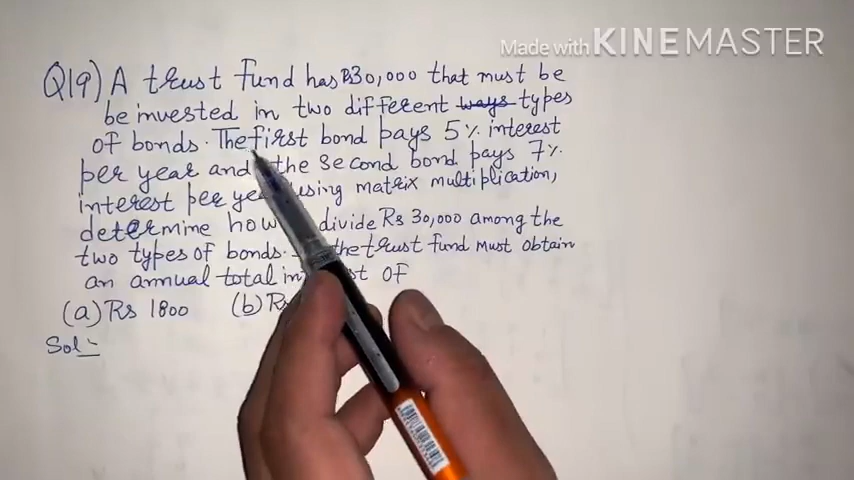 Made with KINEMASTER
Q19) A trust fund has Rs30,000 that must be
be invested in two different ways types
of bonds. The first bond pays 5% interest
per year and the second bond pays 7%
interest per using matrix multiplication,
determine how divide Rs 30,000 among the
two types of bonds. the trust fund must obtain
an annual total of
(a) Rs 1800 (b) Rs
Sol:-